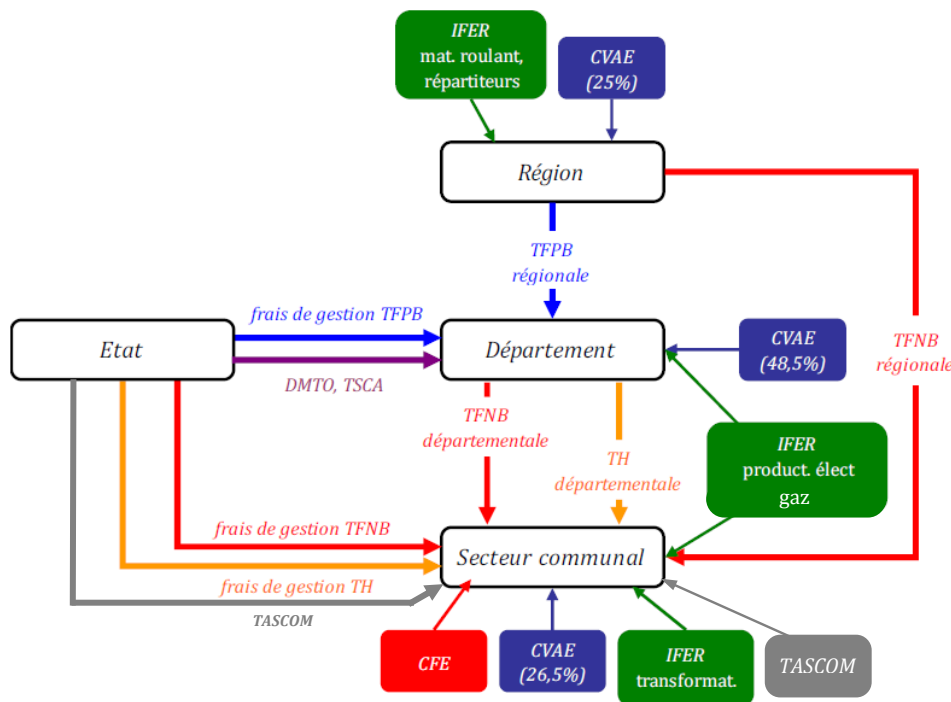 IFER
mat. roulant,
répartiteurs
CVAE
(25%)
Région
TFPB
régionale
frais de gestion TFPB
Etat
Département
CVAE
(48,5%)
TFNB
régionale
DMTO, TSCA
TFNB
départementale
TH
départementale
IFER
product. élect
gaz
frais de gestion TFNB
Secteur communal
frais de gestion TH
TASCOM
CFE
CVAE
(26,5%)
IFER
transformat.
TASCOM